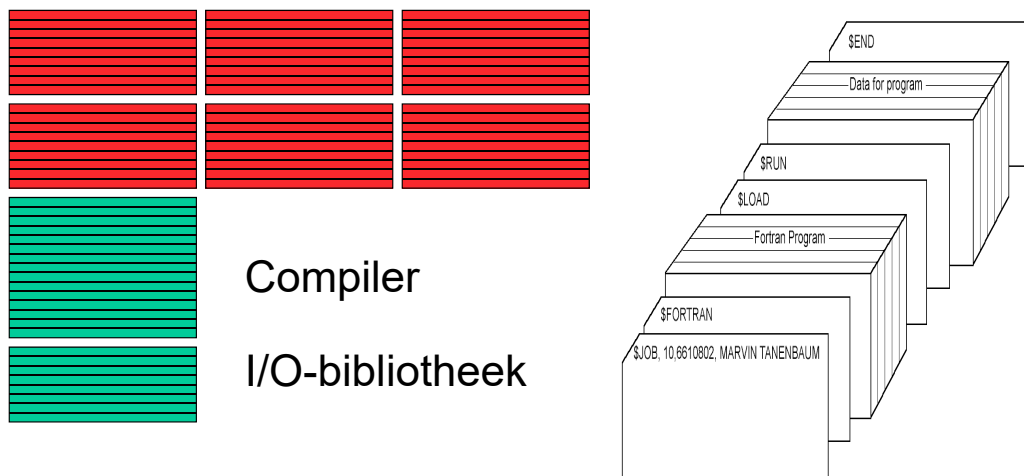 Compiler
I/O-bibliotheek
$END
Data for program
$RUN
$LOAD
Fortran Program
$FORTRAN
$JOB, 10,6610802, MARVIN TANENBAUM